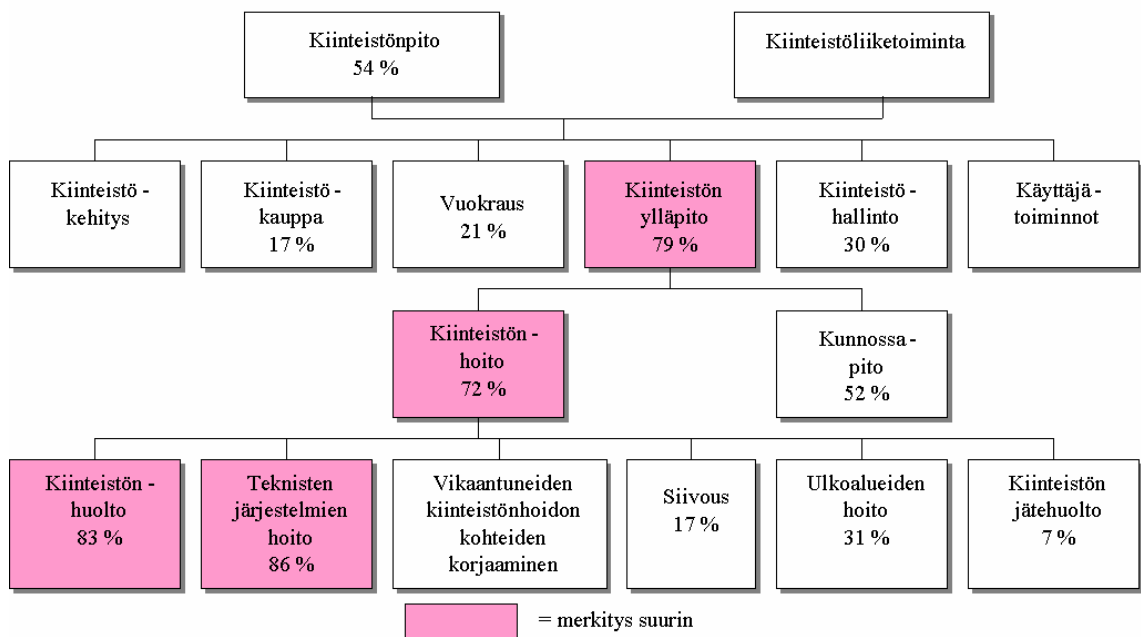 Kiinteistönpito
54 %
Kiinteistöliiketoiminta
Kiinteistö -
kehitys
Kiinteistö -
kauppa
17 %
Vuokraus
21 %
Kiinteistön
ylläpito
79 %
Kiinteistö -
hallinto
30 %
Käyttäjä -
toiminnot
Kiinteistön -
hoito
72 %
Kunnossa -
pito
52 %
Kiinteistön -
huolto
83 %
Teknisten
järjestelmien
hoito
86 %
Vikaantuneiden
kiinteistönhoidon
kohteiden
korjaaminen
Siivous
17 %
Ulkoalueiden
hoito
31 %
Kiinteistön
jätehuolto
7 %
= merkitys suurin